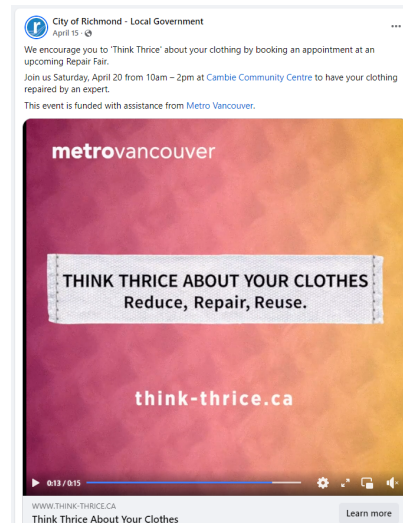 City of Richmond - Local Government
April 15 ·
We encourage you to 'Think Thrice' about your clothing by booking an appointment at an
upcoming Repair Fair.
Join us Saturday, April 20 from 10am – 2pm at Cambie Community Centre to have your clothing
repaired by an expert.
This event is funded with assistance from Metro Vancouver.
metrovancouver
THINK THRICE ABOUT YOUR CLOTHES
Reduce, Repair, Reuse.
think-thrice.ca
0:13 / 0:15
WWW.THINK-THRICE.CA
Think Thrice About Your Clothes
Learn more